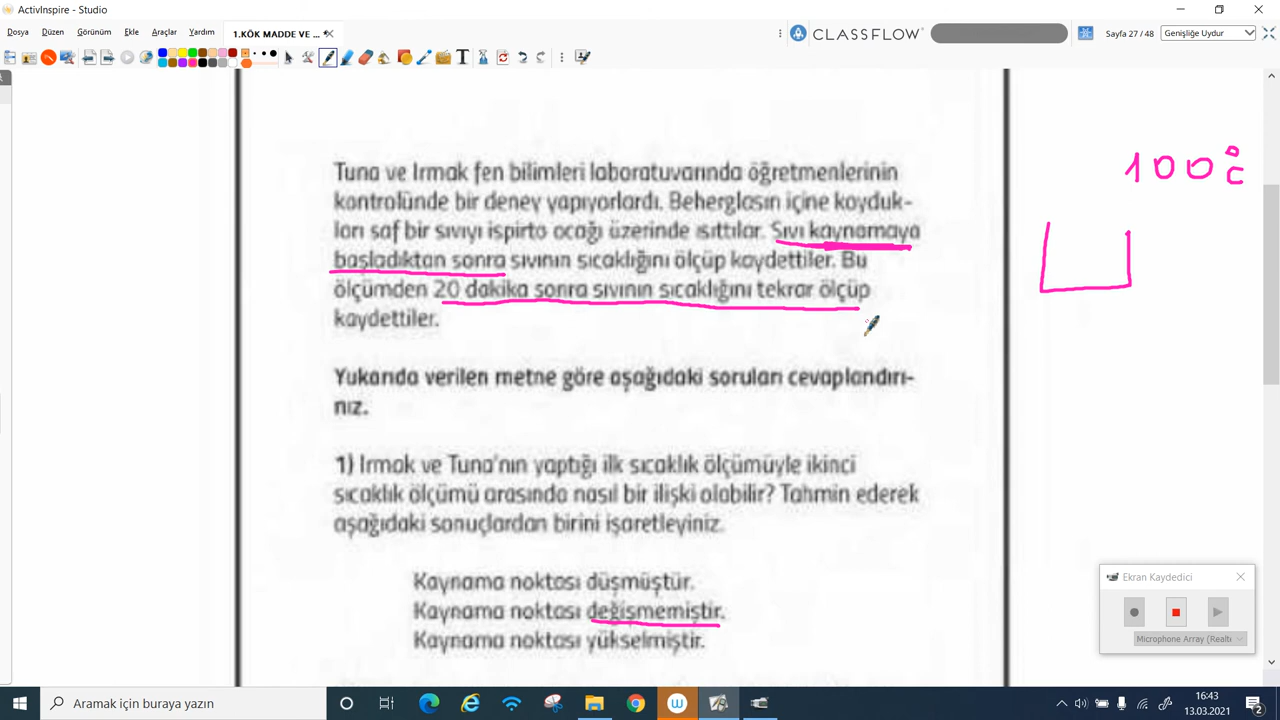 ActivInspire - Studio
Dosya Düzen Görünüm Ekle Araçlar Yardım
1.KÖK MADDE VE ... *
CLASSFLOW
Sayfa 27 / 48
Genişliğe Uydur
Tuna ve Irmak fen bilimleri laboratuvarında öğretmenlerinin
kontrolünde bir deney yapıyorlardı. Beherglasın içine koyduk-
ları saf bir sıvıyı ispirto ocağı üzerinde ısıttılar. Sıvı kaynamaya
başladıktan sonra sıvının sıcaklığını ölçüp kaydettiler. Bu
ölçümden 20 dakika sonra sıvının sıcaklığını tekrar ölçüp
kaydettiler.
100°C
Yukarıda verilen metne göre aşağıdaki soruları cevaplandırı-
nız.
1) Irmak ve Tuna'nın yaptığı ilk sıcaklık ölçümüyle ikinci
sıcaklık ölçümü arasında nasıl bir ilişki olabilir? Tahmin ederek
aşağıdaki sonuçlardan birini işaretleyiniz.
Kaynama noktası düşmüştür.
Kaynama noktası değişmemiştir.
Kaynama noktası yükselmiştir.
Ekran Kaydedici
Microphone Array (Realte
Aramak için buraya yazın
16:43
13.03.2021
2